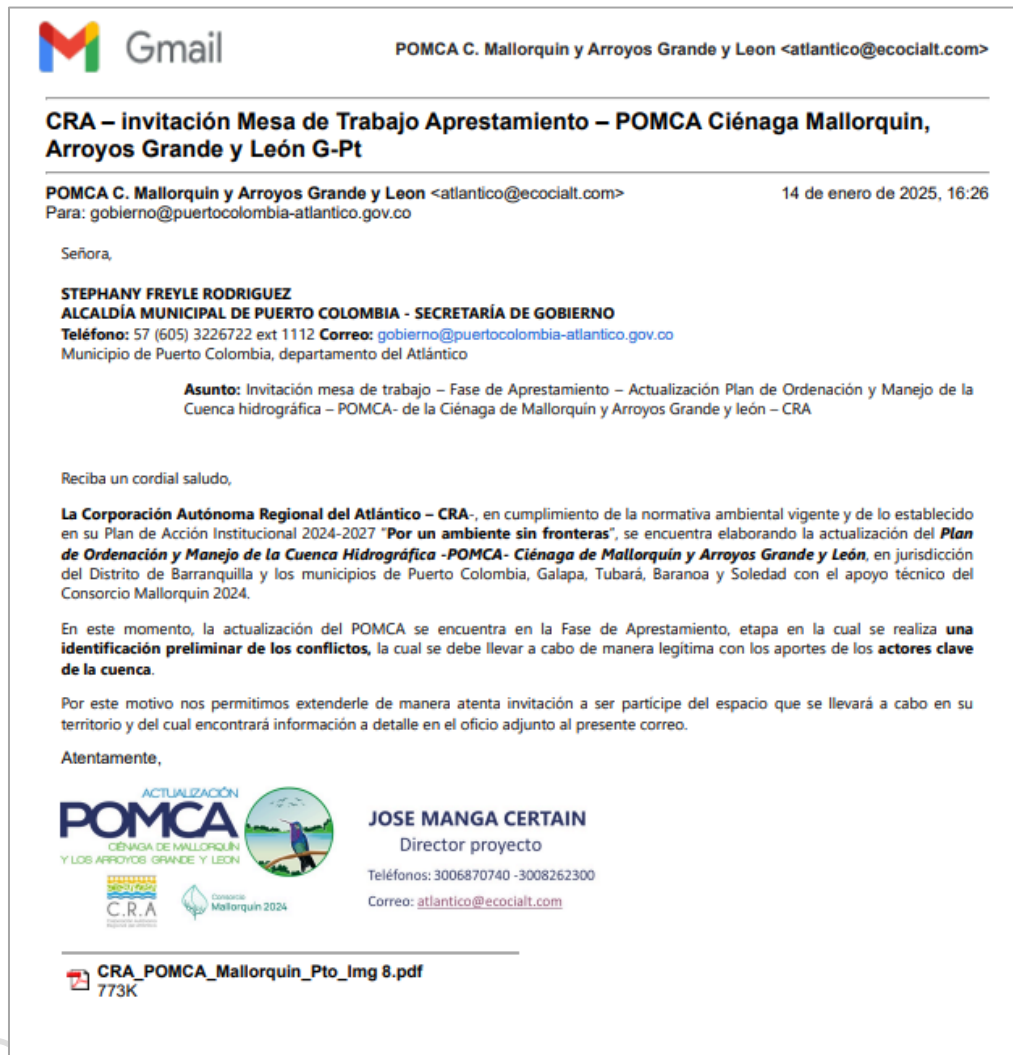 Gmail
POMCA C. Mallorquin y Arroyos Grande y Leon <atlantico@ecocialt.com>
CRA – invitación Mesa de Trabajo Aprestamiento – POMCA Ciénaga Mallorquin,
Arroyos Grande y León G-Pt
POMCA C. Mallorquin y Arroyos Grande y Leon <atlantico@ecocialt.com> 14 de enero de 2025, 16:26
Para: gobierno@puertocolombia-atlantico.gov.co
Señora,
STEPHANY FREYLE RODRIGUEZ
ALCALDÍA MUNICIPAL DE PUERTO COLOMBIA - SECRETARÍA DE GOBIERNO
Teléfono: 57 (605) 3226722 ext 1112 Correo: gobierno@puertocolombia-atlantico.gov.co
Municipio de Puerto Colombia, departamento del Atlántico
Asunto: Invitación mesa de trabajo – Fase de Aprestamiento – Actualización Plan de Ordenación y Manejo de la
Cuenca hidrográfica – POMCA- de la Ciénaga de Mallorquín y Arroyos Grande y león – CRA
Reciba un cordial saludo,
La Corporación Autónoma Regional del Atlántico – CRA-, en cumplimiento de la normativa ambiental vigente y de lo establecido
en su Plan de Acción Institucional 2024-2027 "Por un ambiente sin fronteras", se encuentra elaborando la actualización del Plan
de Ordenación y Manejo de la Cuenca Hidrográfica -POMCA- Ciénaga de Mallorquín y Arroyos Grande y León, en jurisdicción
del Distrito de Barranquilla y los municipios de Puerto Colombia, Galapa, Tubará, Baranoa y Soledad con el apoyo técnico del
Consorcio Mallorquin 2024.
En este momento, la actualización del POMCA se encuentra en la Fase de Aprestamiento, etapa en la cual se realiza una
identificación preliminar de los conflictos, la cual se debe llevar a cabo de manera legítima con los aportes de los actores clave
de la cuenca.
Por este motivo nos permitimos extenderle de manera atenta invitación a ser partícipe del espacio que se llevará a cabo en su
territorio y del cual encontrará información a detalle en el oficio adjunto al presente correo.
Atentamente,
ACTUALIZACIÓN
POMCA
CIÉNAGA DE MALLORQUÍN
Y LOS ARROYOS GRANDE Y LEON
C.R.A
Consorcio
Mallorquin 2024
JOSE MANGA CERTAIN
Director proyecto
Teléfonos: 3006870740 -3008262300
Correo: atlantico@ecocialt.com
CRA_POMCA_Mallorquin_Pto_Img 8.pdf
773K